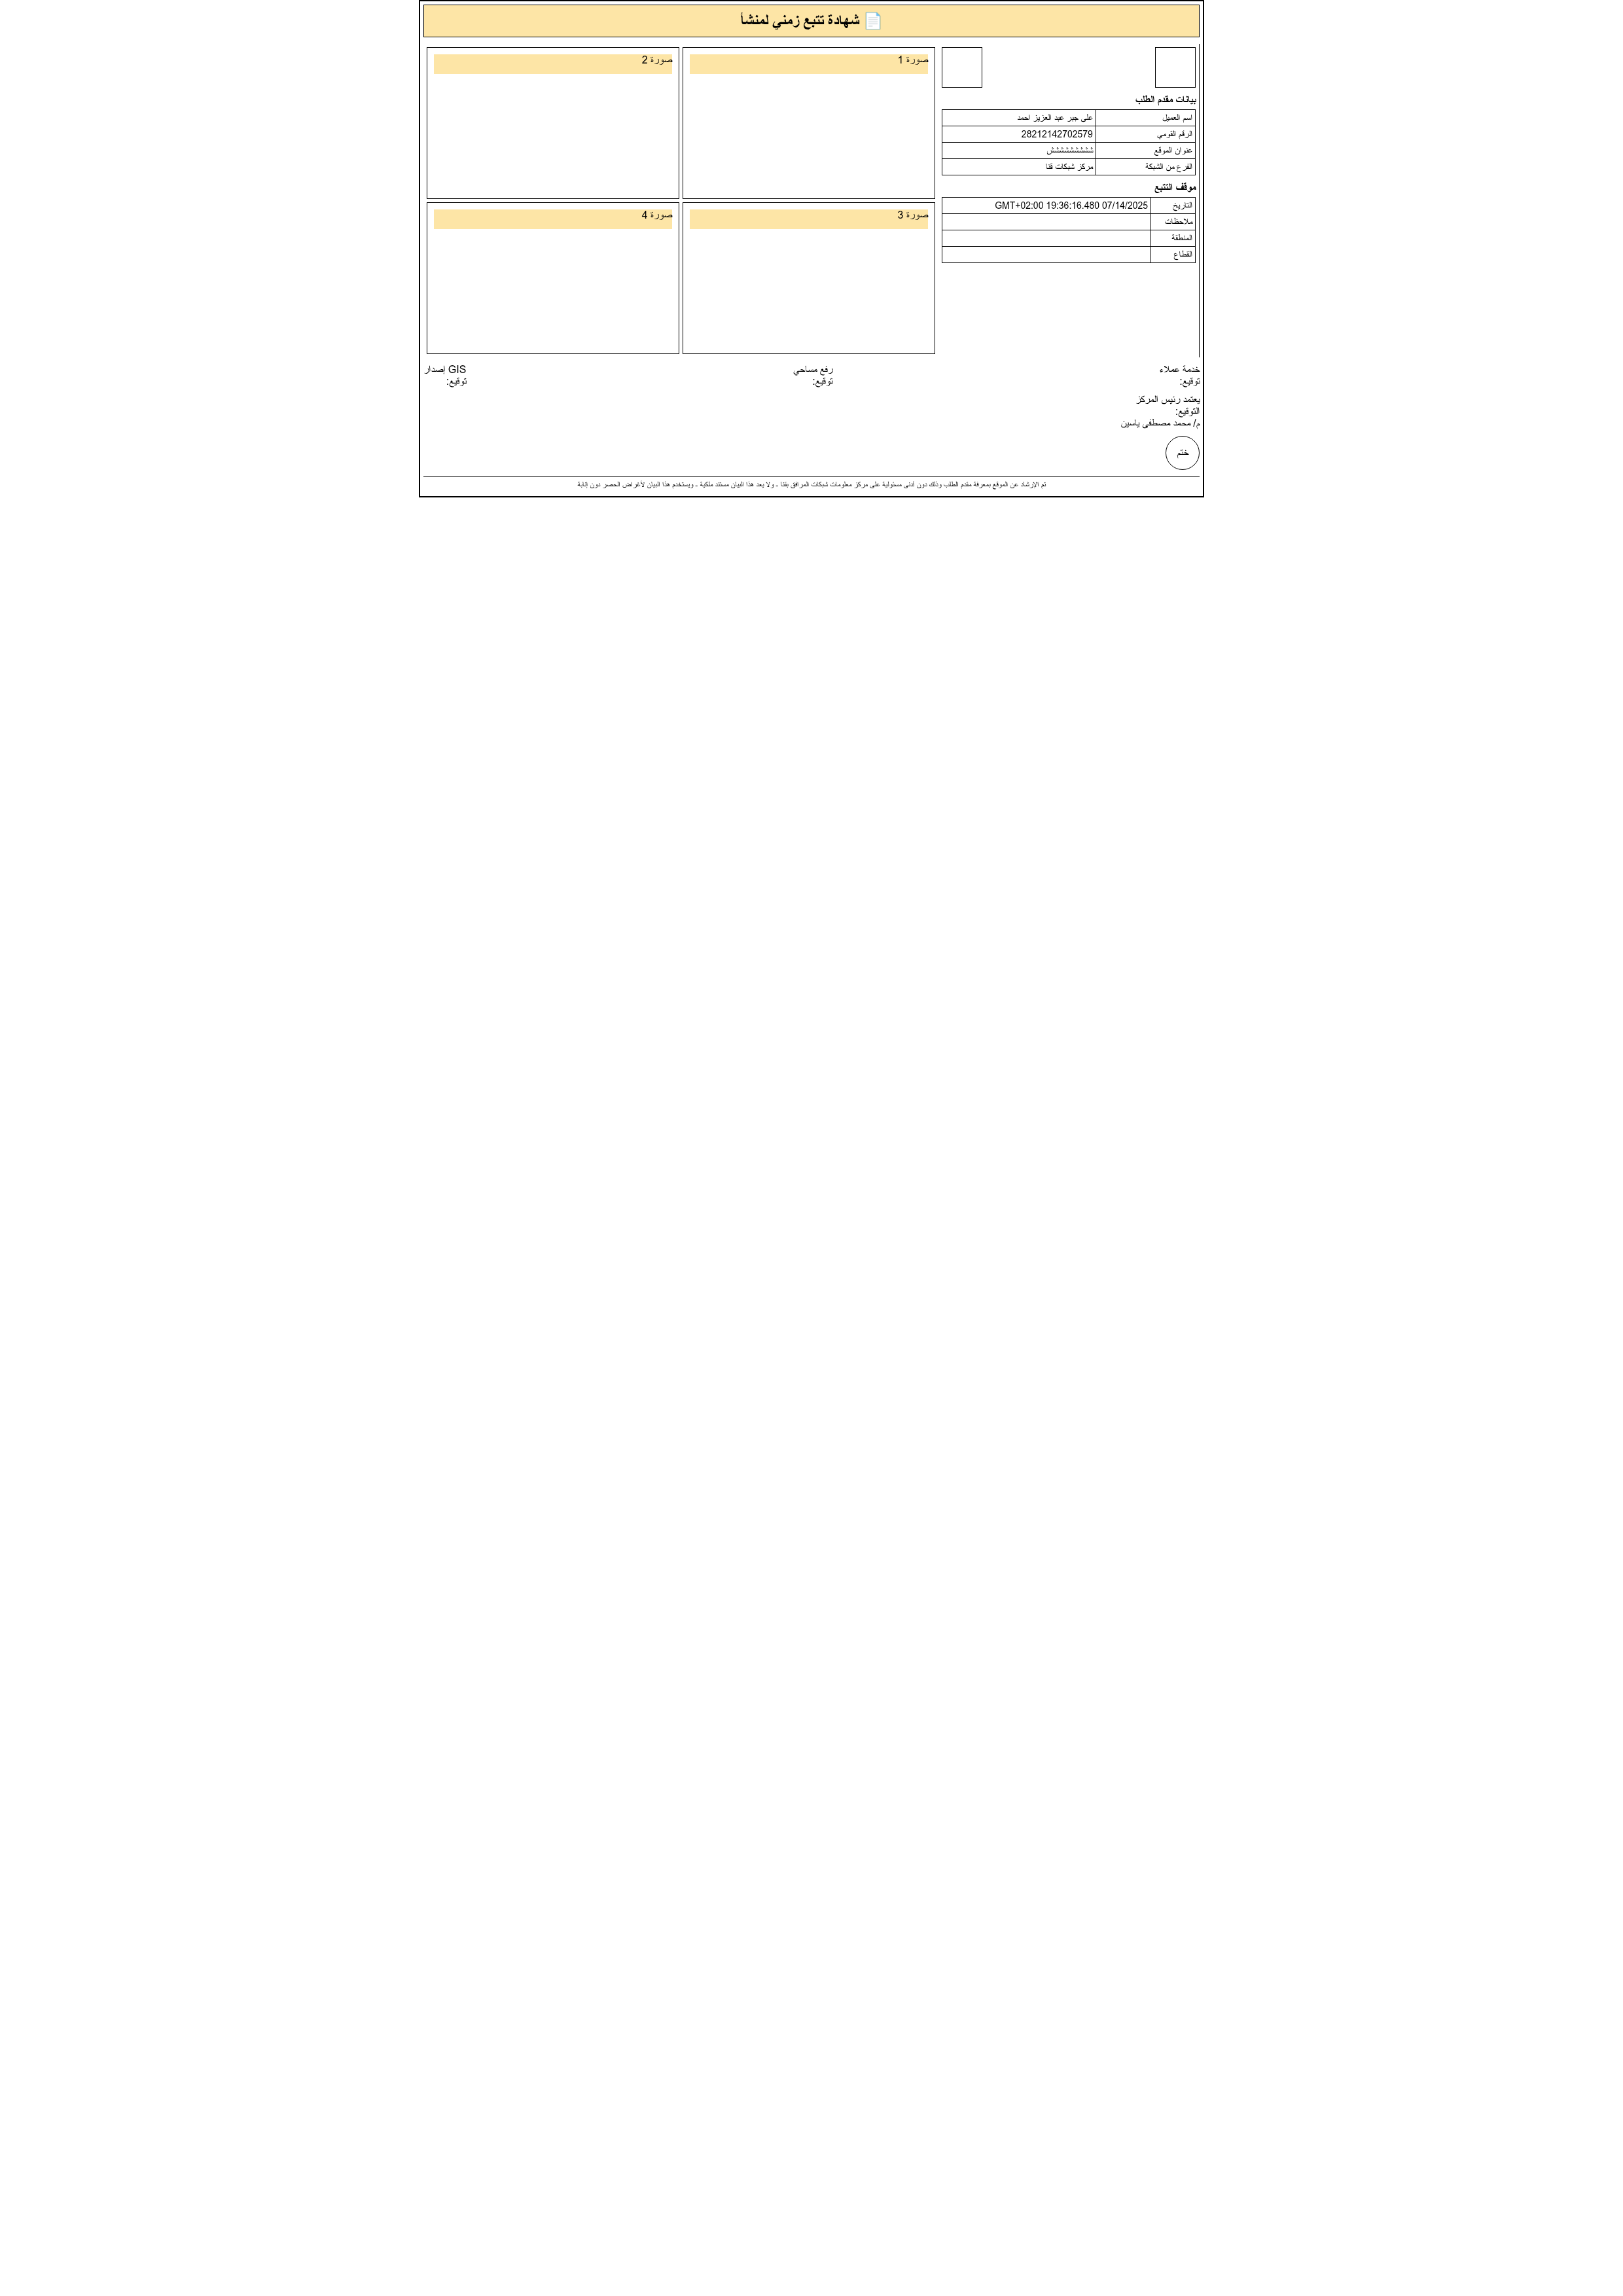 📄 شهادة تتبع زمني لمنشأ
بيانات مقدم الطلب
اسم العميل على جبر عبد العزيز احمد
الرقم القومي 28212142702579
عنوان الموقع
الفرع من الشبكة مركز شبكات قنا
موقف التتبع
التاريخ 07/14/2025 19:36:16.480 GMT+02:00
ملاحظات
المنطقة
القطاع
صورة 1
صورة 2
صورة 3
صورة 4
خدمة عملاء
توقيع:
رفع مساحي
توقيع:
إصدار GIS
توقيع:
يعتمد رئيس المركز
التوقيع:
م/ محمد مصطفى ياسين
ختم
تم الإرشاد عن الموقع بمعرفة مقدم الطلب وذلك دون ادنى مسئولية على مركز معلومات شبكات المرافق بقنا ـ ولا يعد هذا البيان مستند ملكية ـ ويستخدم هذا البيان لأغراض الحصر دون إنابة